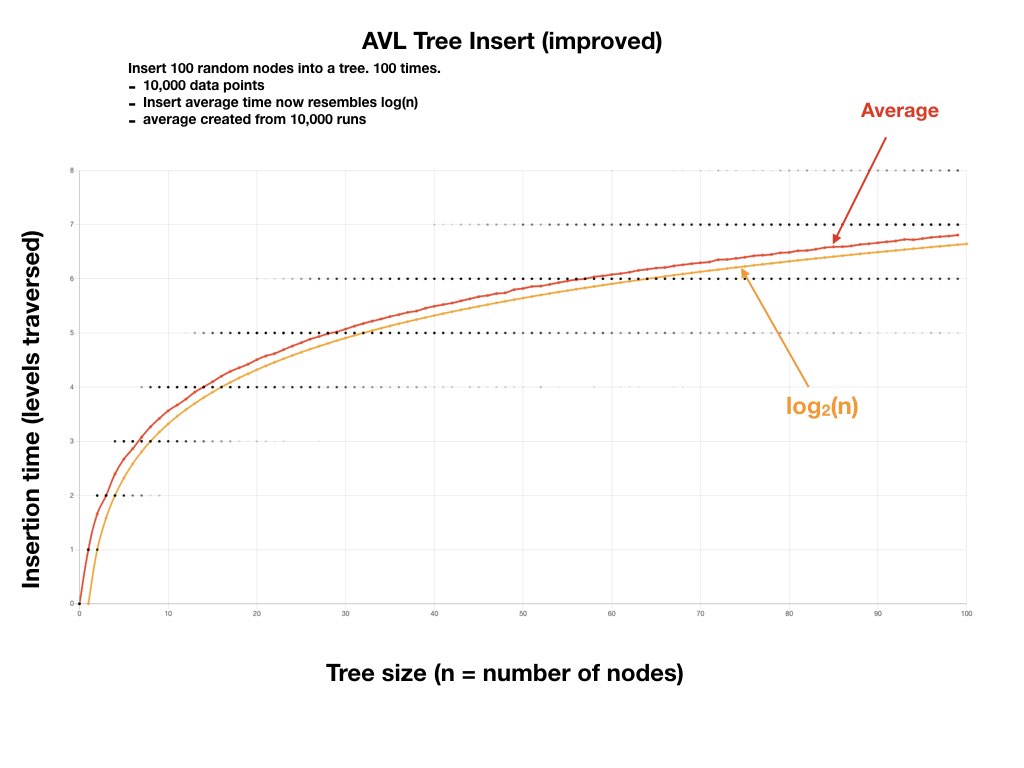 AVL Tree Insert (improved)
Insert 100 random nodes into a tree. 100 times.
- 10,000 data points
- Insert average time now resembles log(n)
- average created from 10,000 runs
Average
8
7
6
5
4
3
2
1
0
Insertion time (levels traversed)
log₂(n)
0 10 20 30 40 50 60 70 80 90 100
Tree size (n = number of nodes)